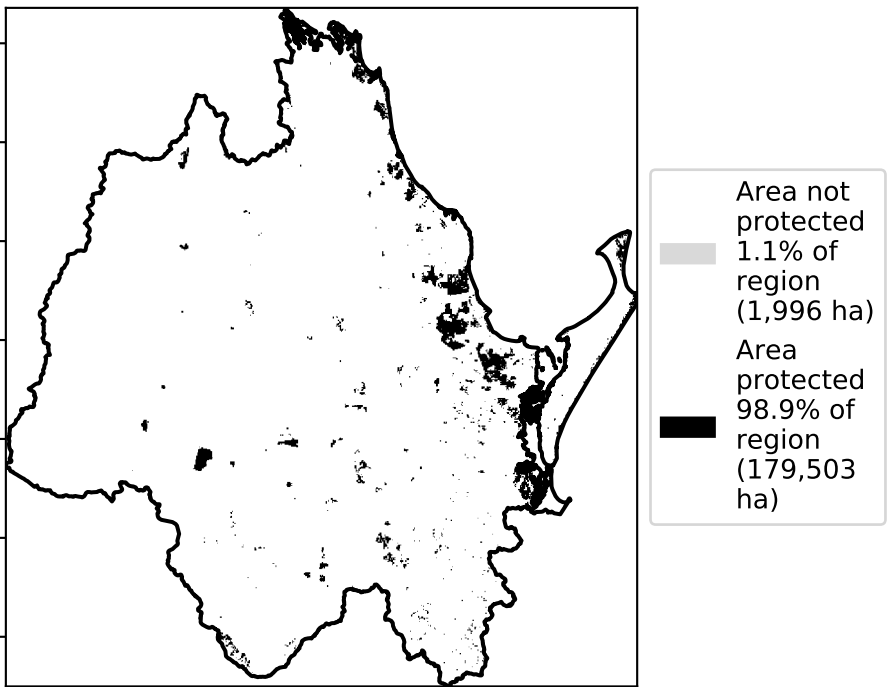 Area not
protected
1.1% of
region
(1,996 ha)
Area
protected
98.9% of
region
(179,503
ha)